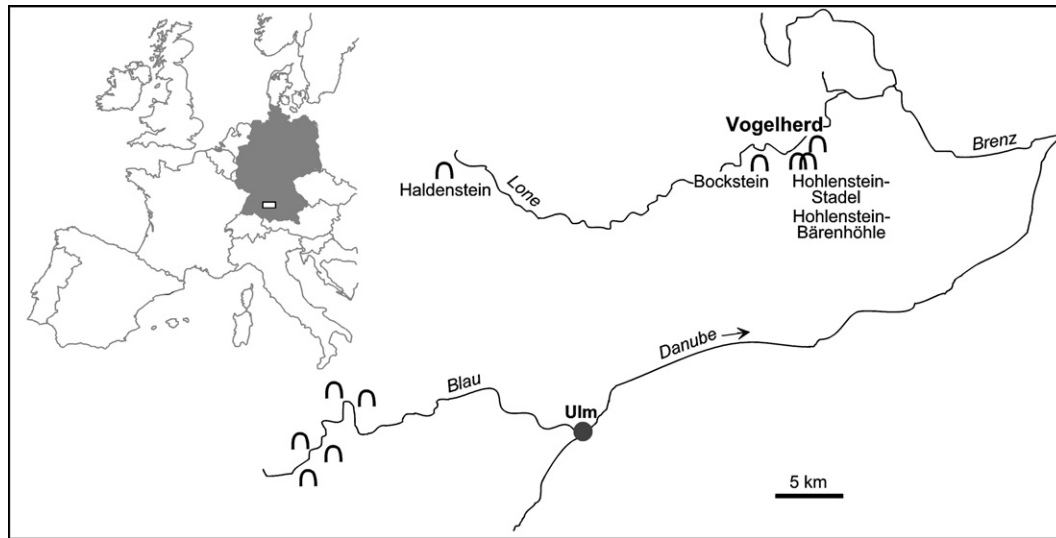 Vogelherd
Brenz
Haldenstein
Lone
Bockstein
Hohlenstein-
Stadel
Hohlenstein-
Bärenhöhle
Danube
Blau
Ulm
5 km